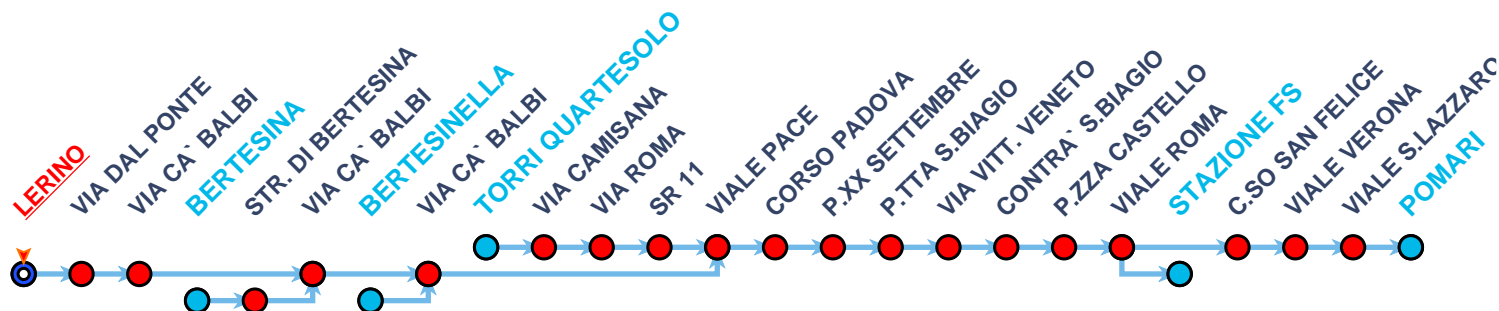 LERINO
VIA DAL PONTE
VIA CA` BALBI
BERTESINA
STR. DI BERTESINA
VIA CA` BALBI
BERTESINELLA
VIA CA` BALBI
TORRI QUARTESOLO
VIA CAMISANA
VIA ROMA
SR 11
VIALE PACE
CORSO PADOVA
P.XX SETTEMBRE
P.TTA S.BIAGIO
VIA VITT. VENETO
CONTRA` S.BIAGIO
P.ZZA CASTELLO
VIALE ROMA
STAZIONE FS
C.SO SAN FELICE
VIALE VERONA
VIALE S.LAZZARO
POMARI